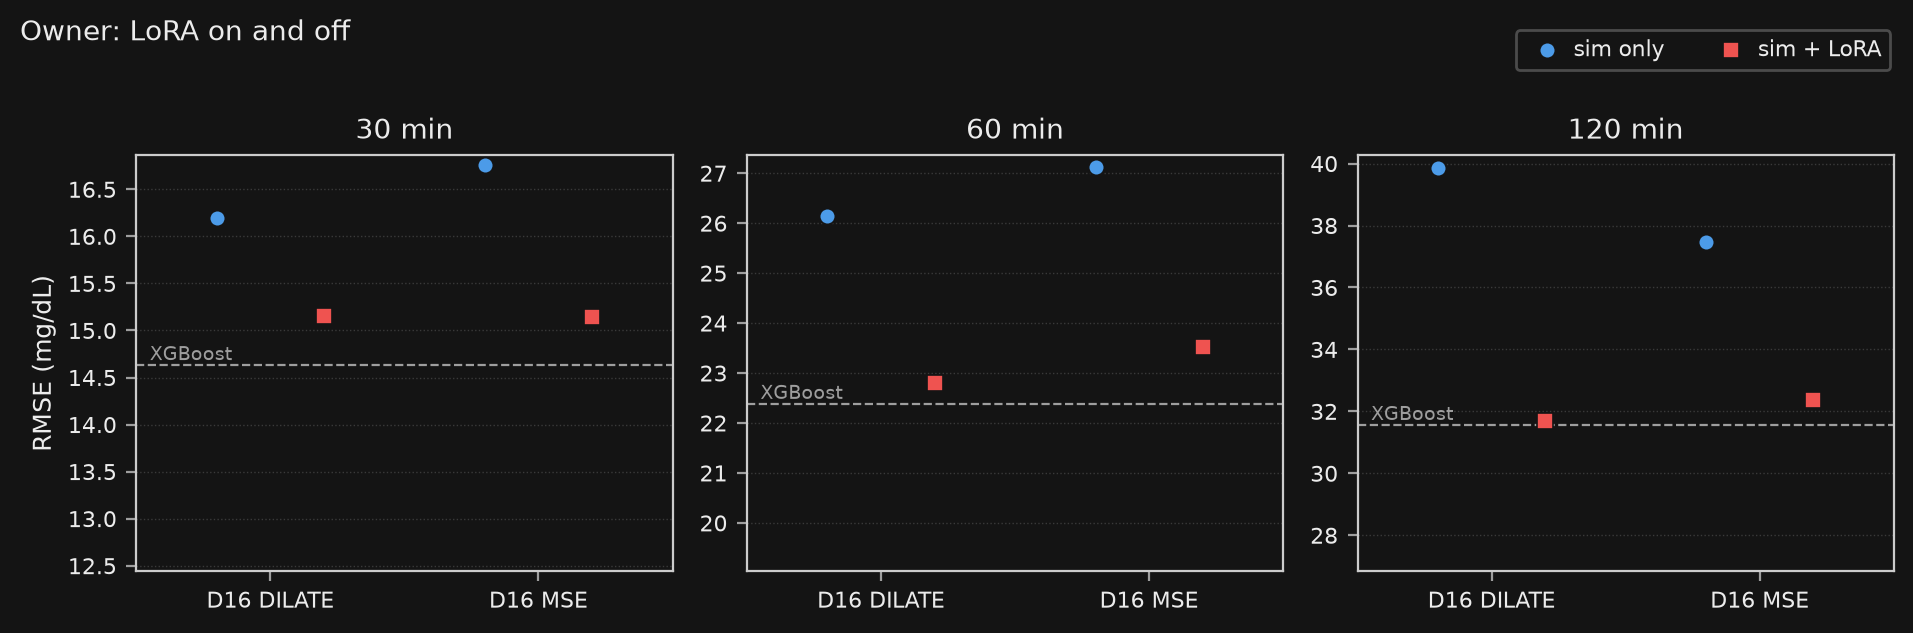 Owner: LoRA on and off
sim only
sim + LoRA
30 min
60 min
120 min
RMSE (mg/dL)
16.5
16.0
15.5
15.0
14.5
14.0
13.5
13.0
12.5
XGBoost
D16 DILATE
D16 MSE
27
26
25
24
23
22
21
20
XGBoost
D16 DILATE
D16 MSE
40
38
36
34
32
30
28
XGBoost
D16 DILATE
D16 MSE